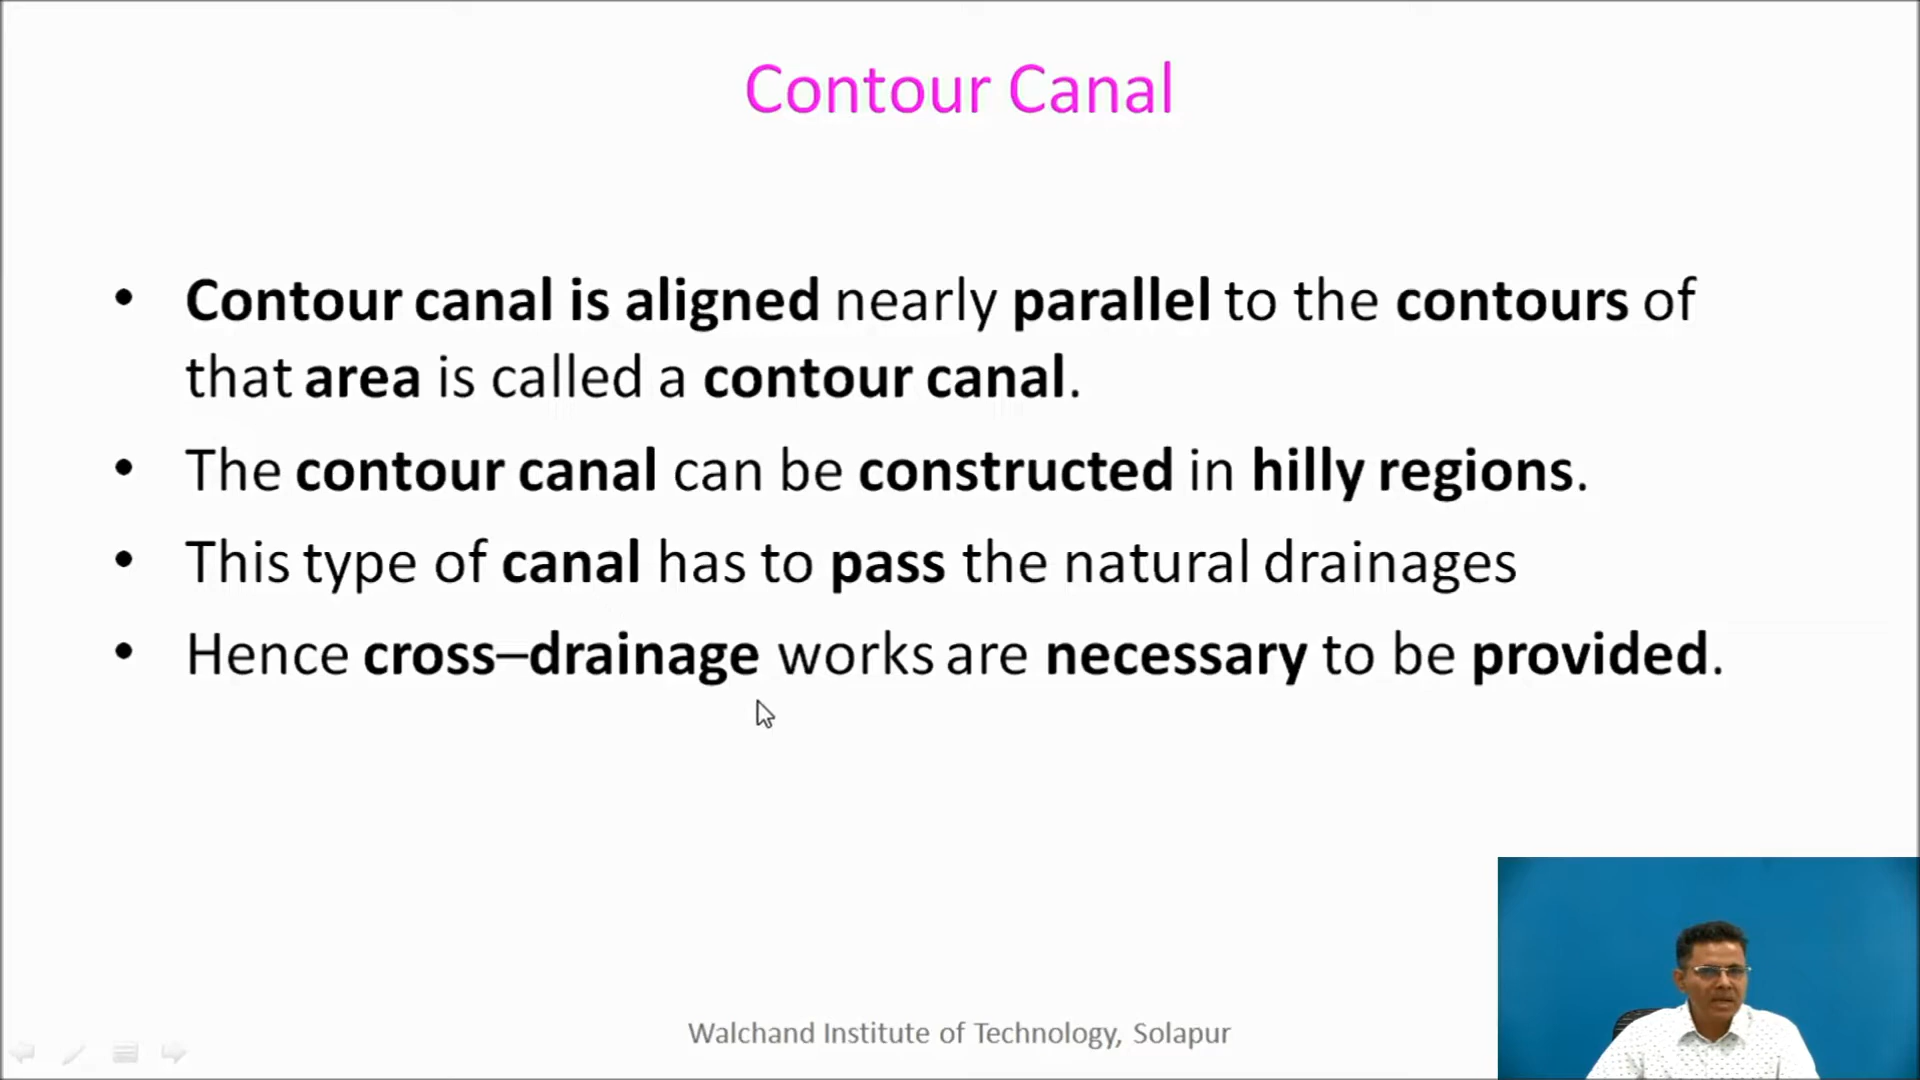 Contour Canal
• Contour canal is aligned nearly parallel to the contours of
that area is called a contour canal.
• The contour canal can be constructed in hilly regions.
• This type of canal has to pass the natural drainages
• Hence cross–drainage works are necessary to be provided.
Walchand Institute of Technology, Solapur